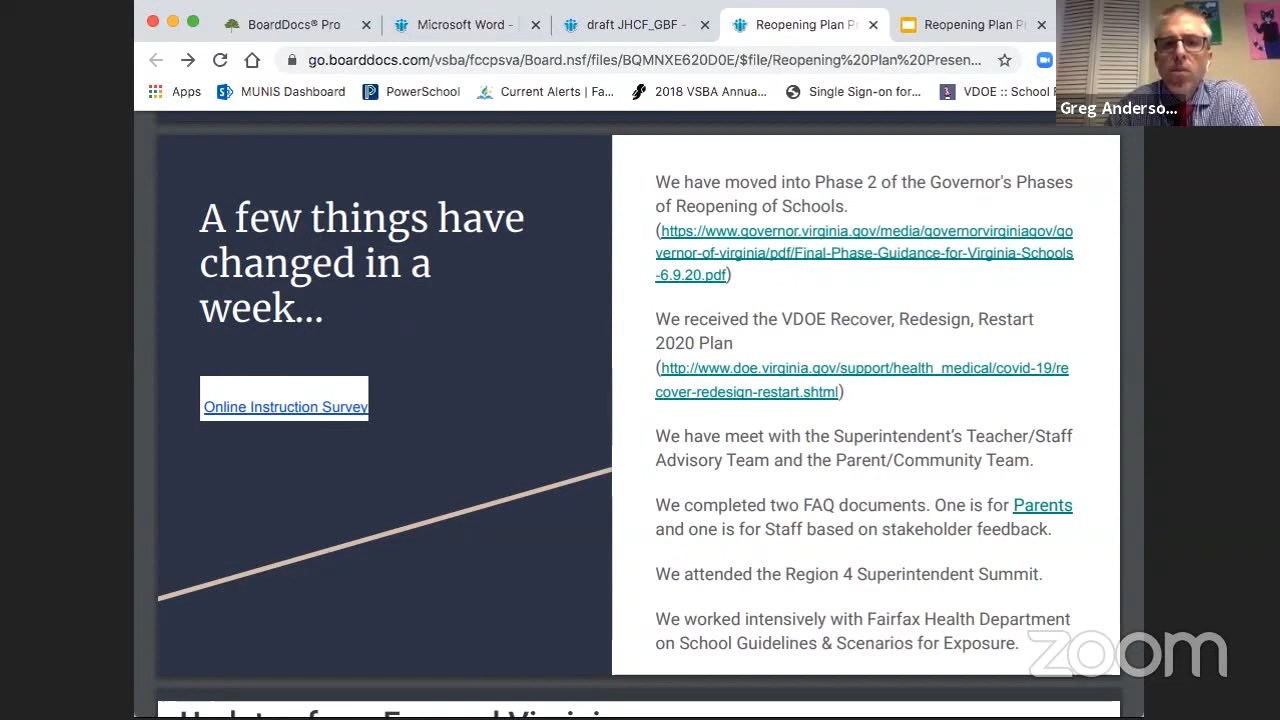 BoardDocs® Pro
Microsoft Word -
draft JHCF_GBF -
Reopening Plan Pr
Reopening Plan P
go.boarddocs.com/vsba/fccpsva/Board.nsf/files/BQMNXE620D0E/$file/Reopening%20Plan%20Presen...
Apps
MUNIS Dashboard
PowerSchool
Current Alerts | Fa...
2018 VSBA Annua...
Single Sign-on for...
VDOE :: School
Greg Anderso...
A few things have
changed in a
week...
Online Instruction Survey
We have moved into Phase 2 of the Governor's Phases
of Reopening of Schools.
(https://www.governor.virginia.gov/media/governorvirginiagov/go
vernor-of-virginia/pdf/Final-Phase-Guidance-for-Virginia-Schools
-6.9.20.pdf)
We received the VDOE Recover, Redesign, Restart
2020 Plan
(http://www.doe.virginia.gov/support/health_medical/covid-19/re
cover-redesign-restart.shtml)
We have meet with the Superintendent’s Teacher/Staff
Advisory Team and the Parent/Community Team.
We completed two FAQ documents. One is for Parents
and one is for Staff based on stakeholder feedback.
We attended the Region 4 Superintendent Summit.
We worked intensively with Fairfax Health Department
on School Guidelines & Scenarios for Exposure.
zoom